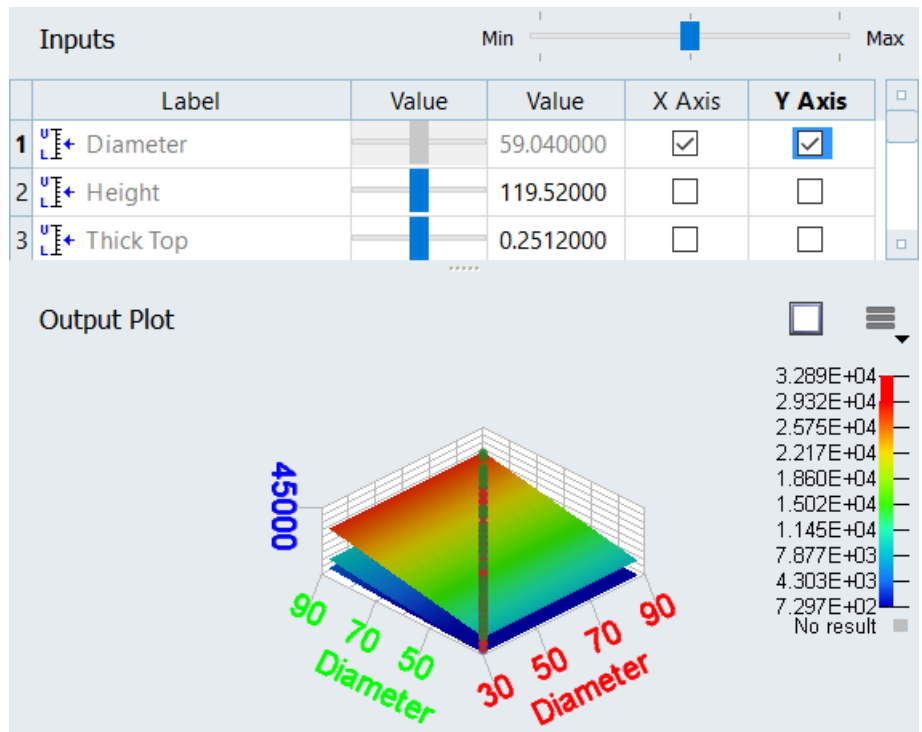 Inputs
Min Max
Label Value Value X Axis Y Axis
1 U L Diameter 59.040000
2 U L Height 119.52000
3 U L Thick Top 0.2512000
Output Plot
3.289E+04
2.932E+04
2.575E+04
2.217E+04
1.860E+04
1.502E+04
1.145E+04
7.877E+03
4.303E+03
7.297E+02
No result
45000
90 70 50
Diameter
30 50 70 90
Diameter